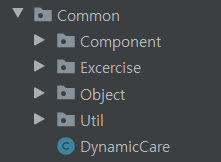 Common
Component
Excercise
Object
Util
C DynamicCare